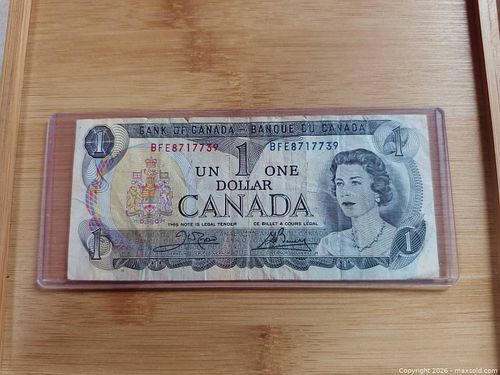 BANK OF CANADA – BANQUE DU CANADA
1 1
BFE8717739 BFE8717739
1
UN ONE
DOLLAR
CANADA
THIS NOTE IS LEGAL TENDER CE BILLET A COURS LÉGAL
1 1
Copyright 2026 - maxsold.com